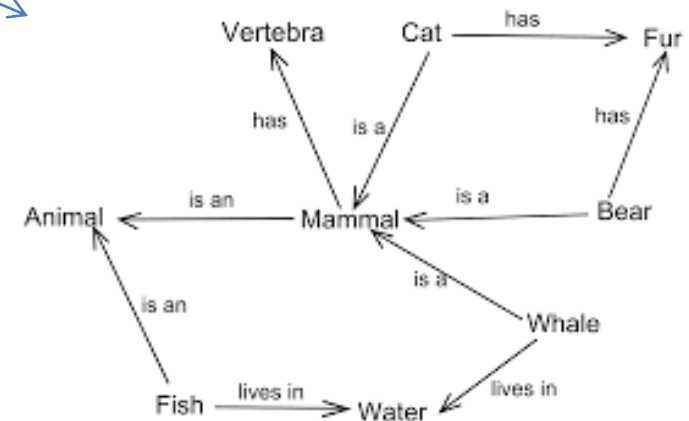 has
Vertebra
Cat
Fur
has
is a
has
is an
is a
Animal
Mammal
Bear
is a
is an
Whale
lives in
lives in
Fish
Water